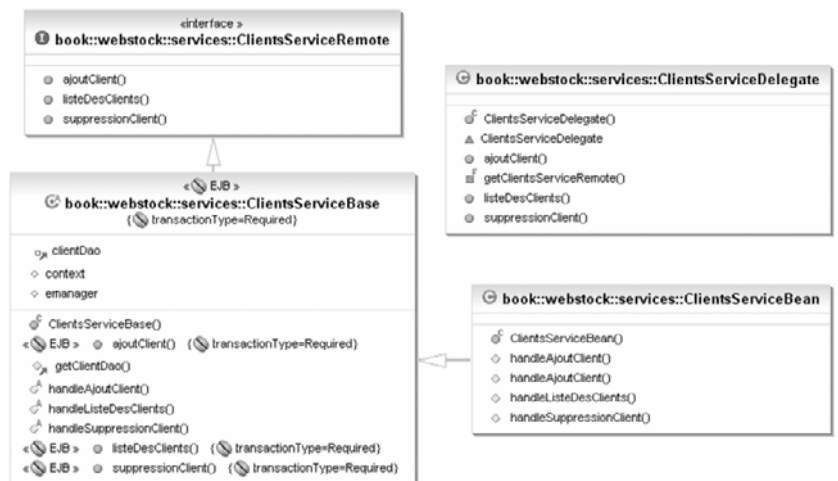 «interface »
book::webstock::services::ClientsServiceRemote
ajoutClient()
listeDesClients()
suppressionClient()
« EJB »
book::webstock::services::ClientsServiceBase
{ transactionType=Required}
clientDao
context
emanager
ClientsServiceBase()
« EJB » ajoutClient() { transactionType=Required}
getClientDao()
handleAjoutClient()
handleListeDesClients()
handleSuppressionClient()
« EJB » listeDesClients() { transactionType=Required}
« EJB » suppressionClient() { transactionType=Required}
book::webstock::services::ClientsServiceDelegate
ClientsServiceDelegate()
ClientsServiceDelegate
ajoutClient()
getClientsServiceRemote()
listeDesClients()
suppressionClient()
book::webstock::services::ClientsServiceBean
ClientsServiceBean()
handleAjoutClient()
handleAjoutClient()
handleListeDesClients()
handleSuppressionClient()